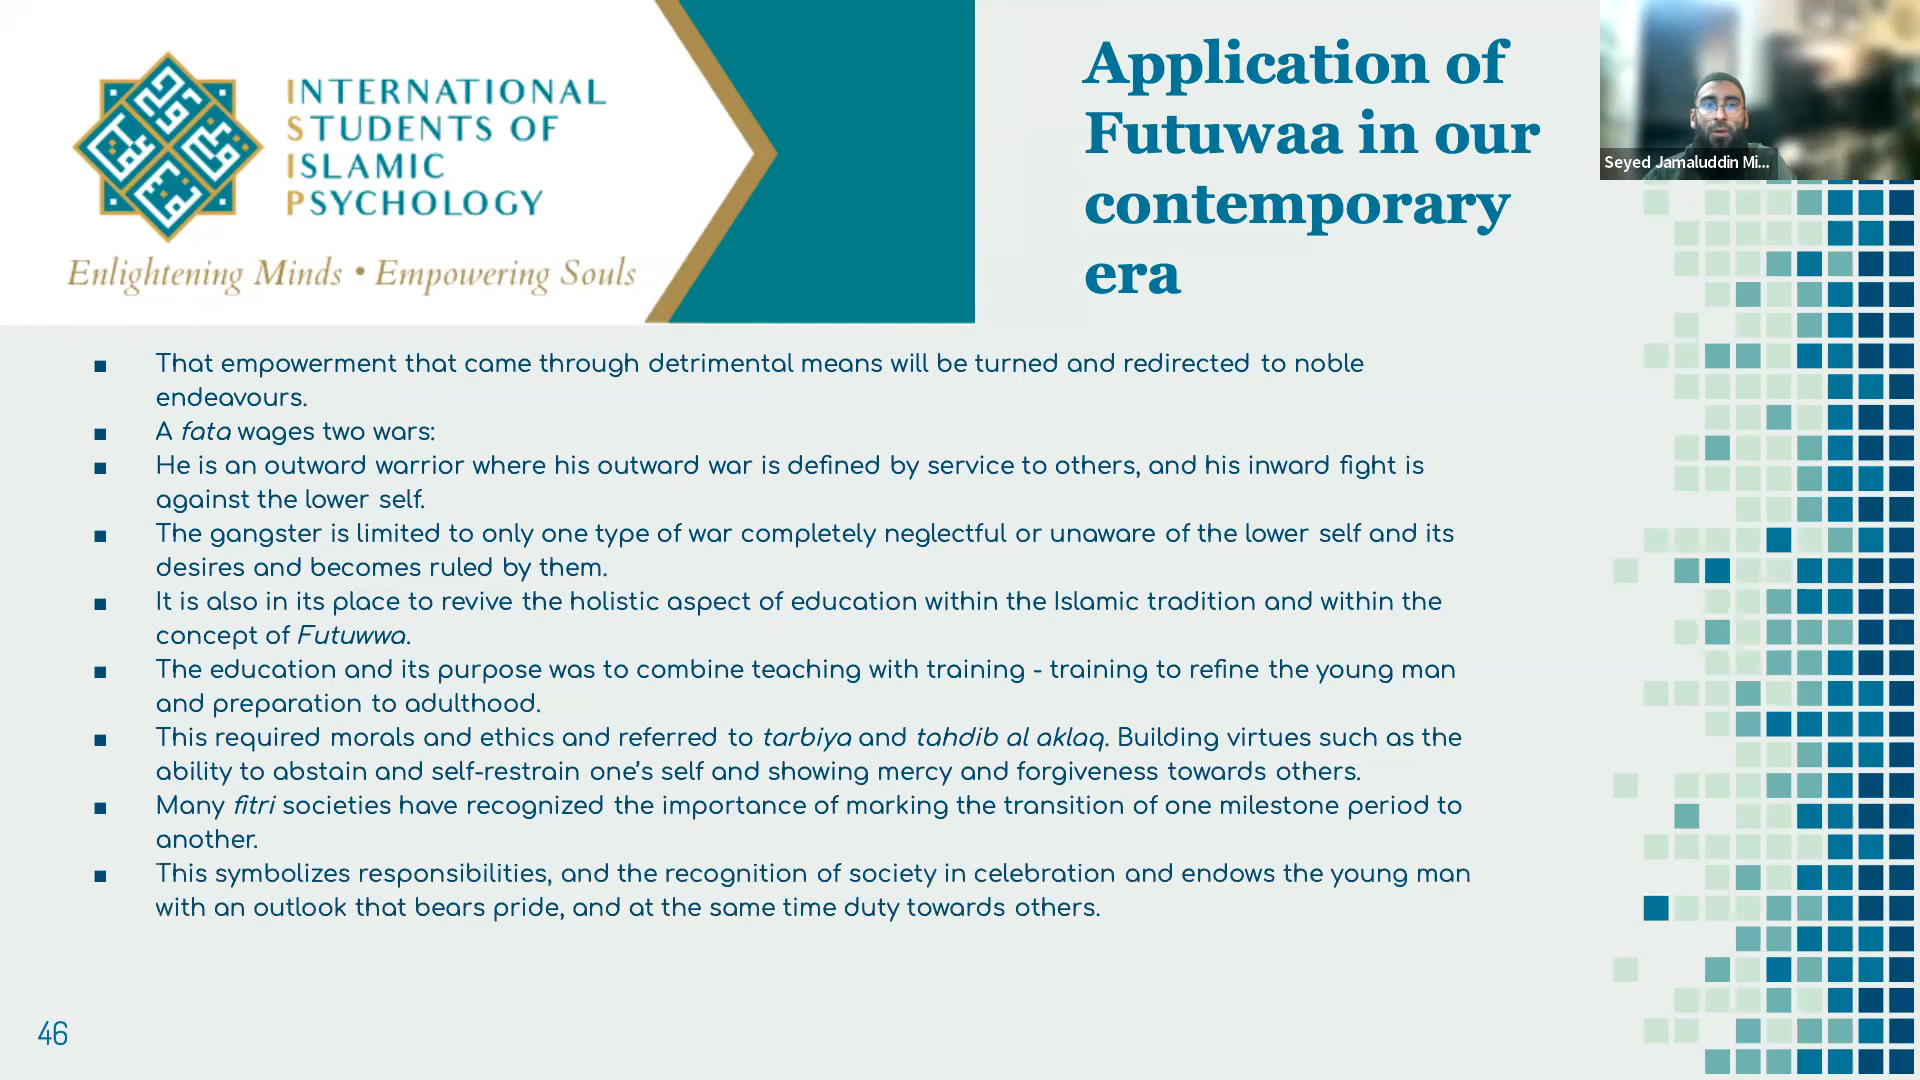 INTERNATIONAL
STUDENTS OF
ISLAMIC
PSYCHOLOGY
Enlightening Minds • Empowering Souls
Application of
Futuwaa in our
contemporary
era
Seyed Jamaluddin Mi...
■ That empowerment that came through detrimental means will be turned and redirected to noble
endeavours.
■ A fata wages two wars:
■ He is an outward warrior where his outward war is defined by service to others, and his inward fight is
against the lower self.
■ The gangster is limited to only one type of war completely neglectful or unaware of the lower self and its
desires and becomes ruled by them.
■ It is also in its place to revive the holistic aspect of education within the Islamic tradition and within the
concept of Futuwwa.
■ The education and its purpose was to combine teaching with training - training to refine the young man
and preparation to adulthood.
■ This required morals and ethics and referred to tarbiya and tahdib al aklaq. Building virtues such as the
ability to abstain and self-restrain one's self and showing mercy and forgiveness towards others.
■ Many fitri societies have recognized the importance of marking the transition of one milestone period to
another.
■ This symbolizes responsibilities, and the recognition of society in celebration and endows the young man
with an outlook that bears pride, and at the same time duty towards others.
46